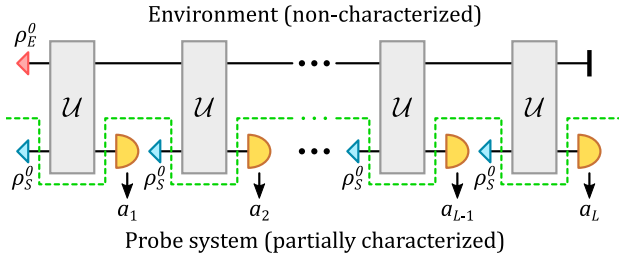 Environment (non-characterized)
ρ_E^0
𝒰 𝒰 ••• 𝒰 𝒰
ρ_S^0 ρ_S^0 ••• ρ_S^0 ρ_S^0
a_1 a_2 a_{L-1} a_L
Probe system (partially characterized)